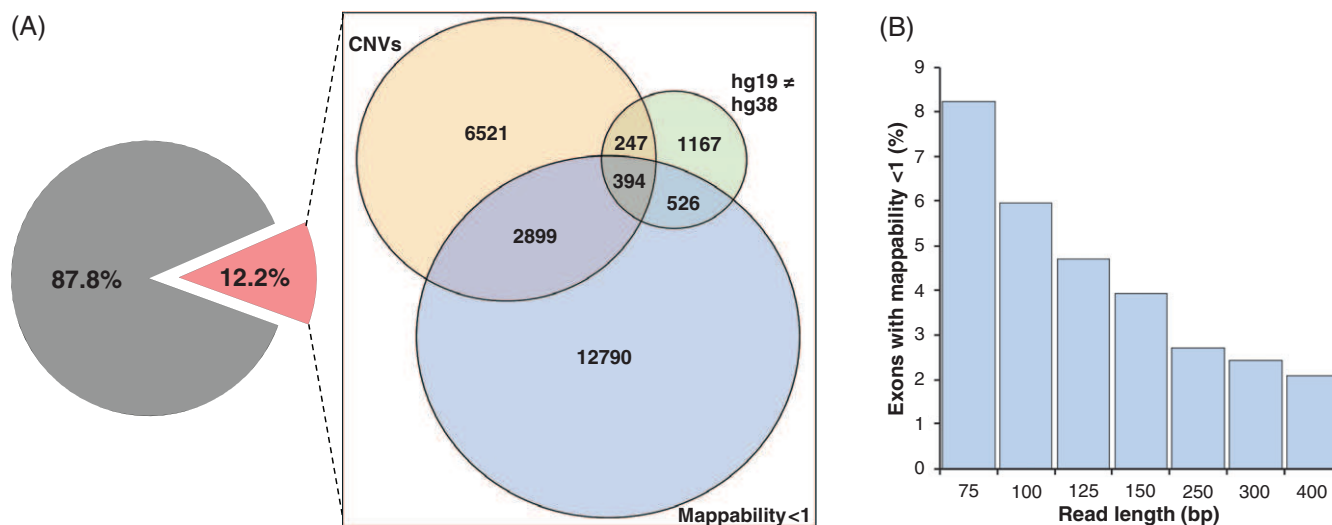 (A)
87.8%
12.2%
CNVs
hg19 ≠
hg38
6521
247
1167
394
526
2899
12790
Mappability<1
(B)
Exons with mappability <1 (%)
9
8
7
6
5
4
3
2
1
0
75 100 125 150 250 300 400
Read length (bp)